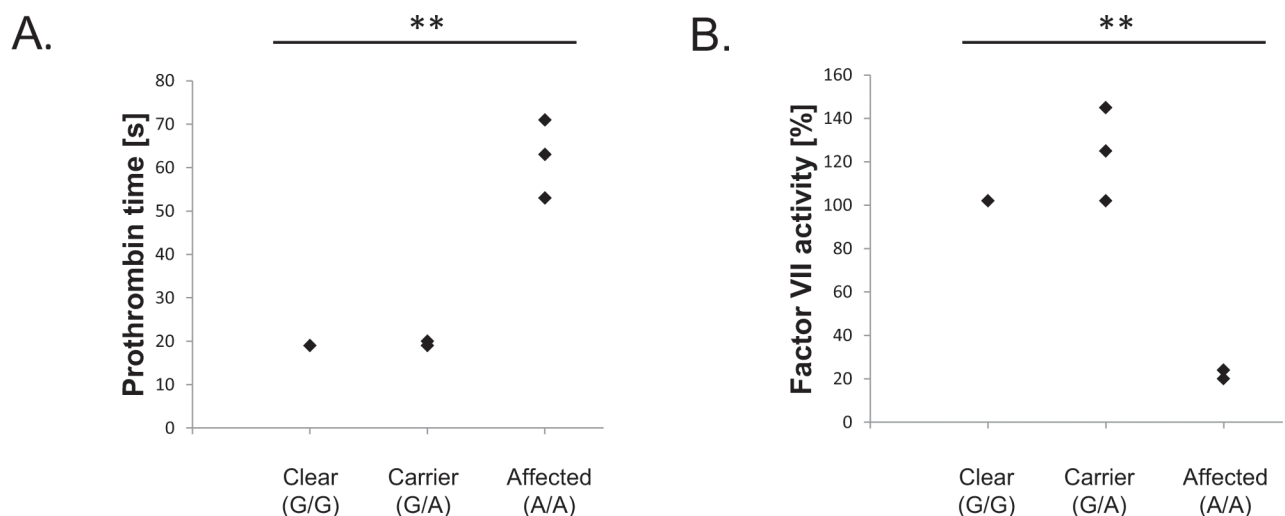 A.
**
Prothrombin time [s]
80
70
60
50
40
30
20
10
0
Clear
(G/G)
Carrier
(G/A)
Affected
(A/A)
B.
**
Factor VII activity [%]
160
140
120
100
80
60
40
20
0
Clear
(G/G)
Carrier
(G/A)
Affected
(A/A)